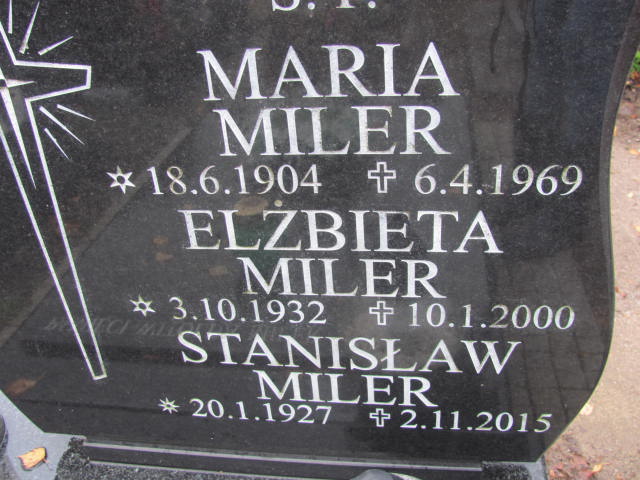 Ś. P.
MARIA
MILER
18.6.1904 6.4.1969
ELŻBIETA
MILER
3.10.1932 10.1.2000
STANISŁAW
MILER
20.1.1927 2.11.2015